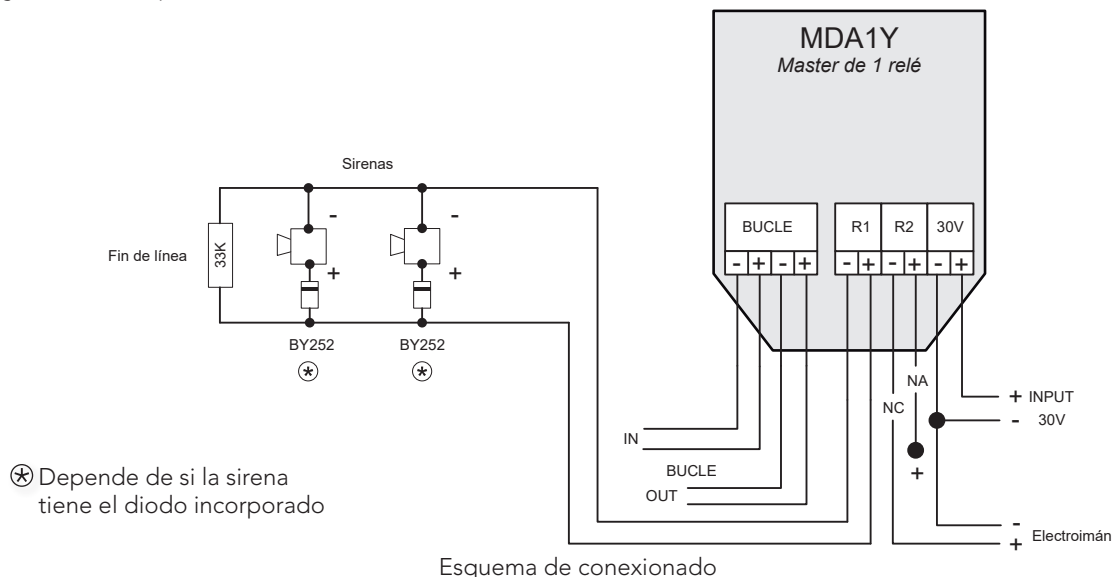 MDA1Y
Master de 1 relé
BUCLE R1 R2 30V
- + - + - + - + - +
Sirenas
- -
Fin de línea 33K
+ +
BY252 BY252
* *
NA
NC
+ INPUT
- 30V
IN
+
BUCLE
OUT
* Depende de si la sirena
tiene el diodo incorporado
-
+ Electroimán
Esquema de conexionado